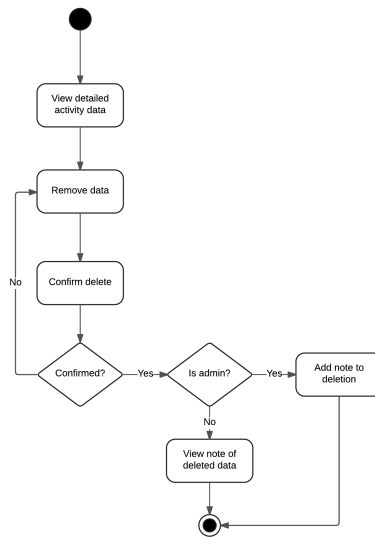 View detailed
activity data
Remove data
No
Confirm delete
Confirmed?
Yes
Is admin?
Yes
Add note to
deletion
No
View note of
deleted data